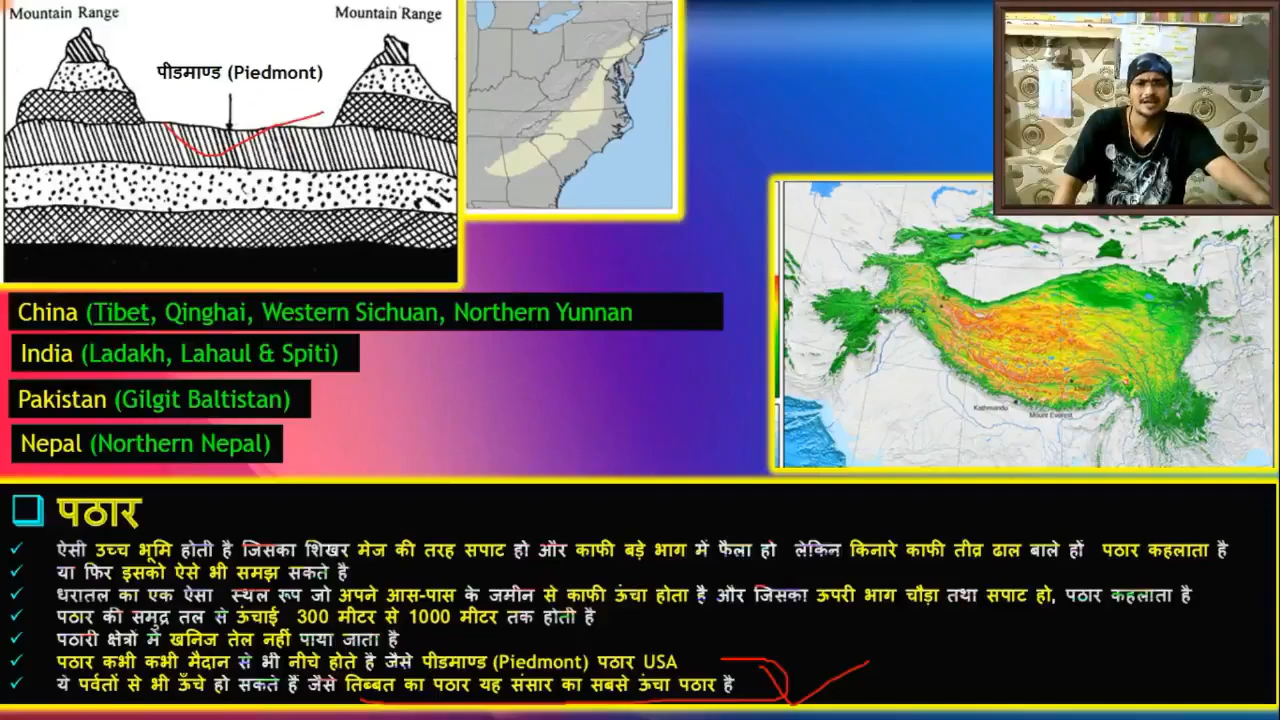 Mountain Range
Mountain Range
पीडमाण्ड (Piedmont)
China (Tibet, Qinghai, Western Sichuan, Northern Yunnan
India (Ladakh, Lahaul & Spiti)
Pakistan (Gilgit Baltistan)
Nepal (Northern Nepal)
Kathmandu
Mount Everest
पठार
ऐसी उच्च भूमि होती है जिसका शिखर मेज की तरह सपाट हो और काफी बड़े भाग में फैला हो लेकिन किनारे काफी तीव्र ढाल बाले हों पठार कहलाता है
या फिर इसको ऐसे भी समझ सकते है
धरातल का एक ऐसा स्थल रूप जो अपने आस-पास के जमीन से काफी ऊंचा होता है और जिसका ऊपरी भाग चौड़ा तथा सपाट हो, पठार कहलाता है
पठार की समुद्र तल से ऊंचाई 300 मीटर से 1000 मीटर तक होती है
पठारी क्षेत्रों में खनिज तेल नहीं पाया जाता है
पठार कभी कभी मैदान से भी नीचे होते है जैसे पीडमाण्ड (Piedmont) पठार USA
ये पर्वतों से भी ऊँचे हो सकते हैं जैसे तिब्बत का पठार यह संसार का सबसे ऊंचा पठार है